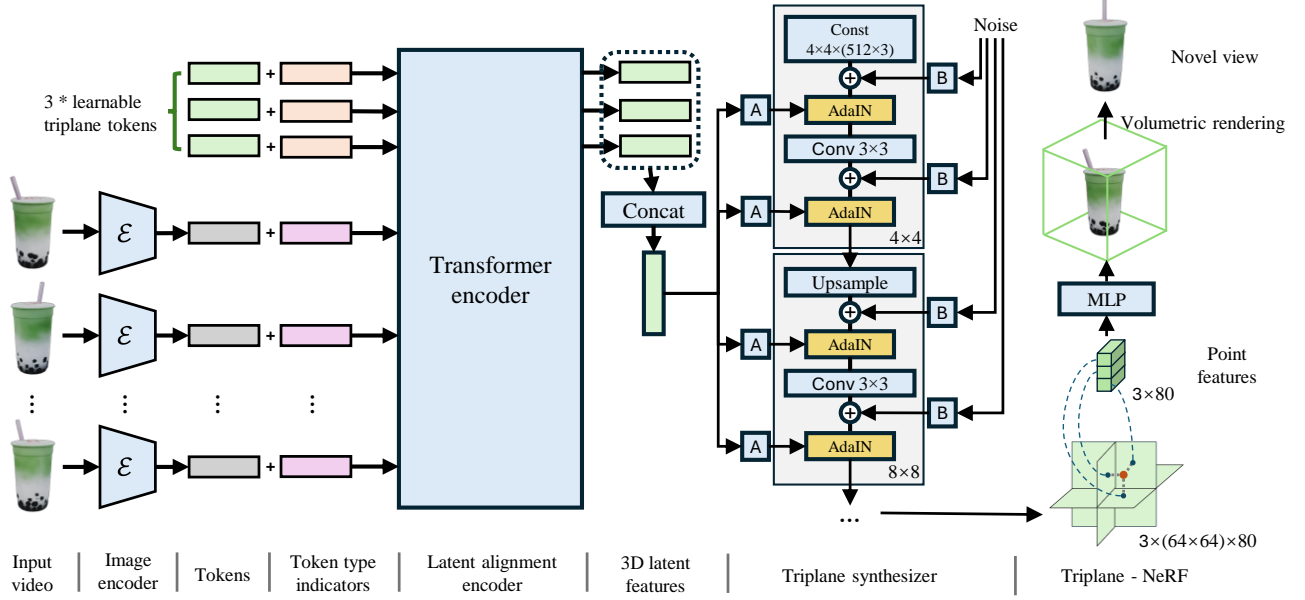 3 * learnable
triplane tokens
+
+
+
ℰ
+
ℰ
+
⋮ ⋮ ⋮ ⋮
ℰ
+
Transformer
encoder
Concat
Const
4×4×(512×3)
Noise
+
B
A
AdaIN
Conv 3×3
+
B
A
AdaIN
4×4
Upsample
+
B
A
AdaIN
Conv 3×3
+
B
A
AdaIN
8×8
...
Novel view
Volumetric rendering
MLP
Point
features
3×80
3×(64×64)×80
Input
video
Image
encoder
Tokens
Token type
indicators
Latent alignment
encoder
3D latent
features
Triplane synthesizer
Triplane - NeRF